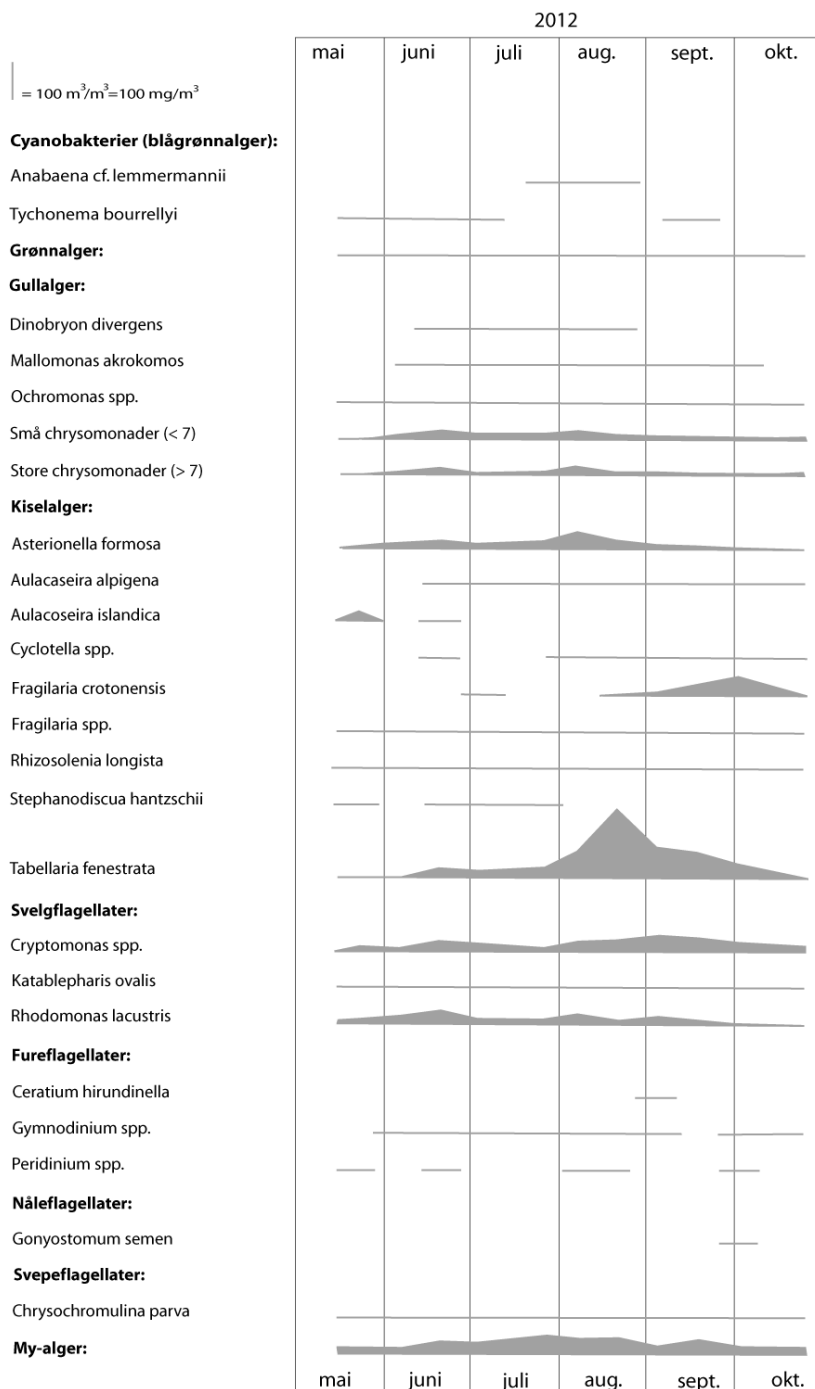 2012
mai juni juli aug. sept. okt.
= 100 m³/m³=100 mg/m³
Cyanobakterier (blågrønnalger):
Anabaena cf. lemmermannii
Tychonema bourrellyi
Grønnalger:
Gullalger:
Dinobryon divergens
Mallomonas akrokomos
Ochromonas spp.
Små chrysomonader (< 7)
Store chrysomonader (> 7)
Kiselalger:
Asterionella formosa
Aulacaseira alpigena
Aulacoseira islandica
Cyclotella spp.
Fragilaria crotonensis
Fragilaria spp.
Rhizosolenia longista
Stephanodiscua hantzschii
Tabellaria fenestrata
Svelgflagellater:
Cryptomonas spp.
Katablepharis ovalis
Rhodomonas lacustris
Fureflagellater:
Ceratium hirundinella
Gymnodinium spp.
Peridinium spp.
Nåleflagellater:
Gonyostomum semen
Svepeflagellater:
Chrysochromulina parva
My-alger:
mai juni juli aug. sept. okt.